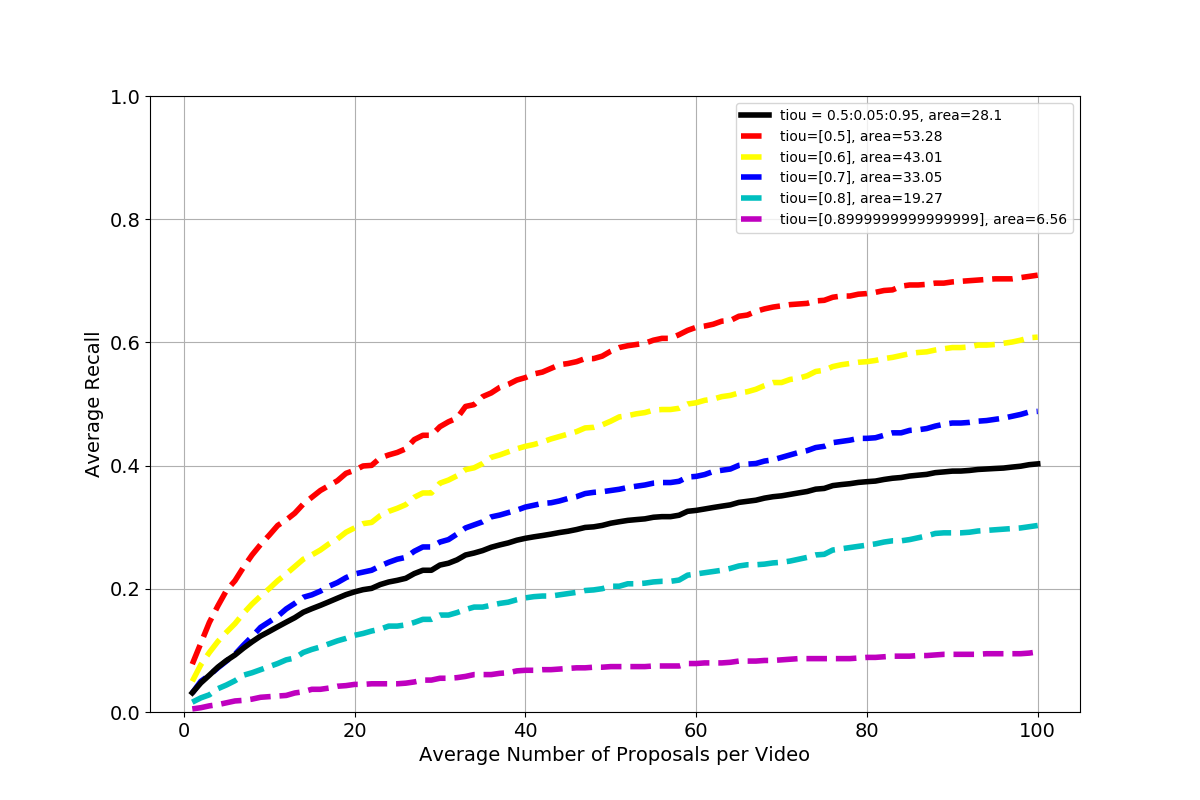 1.0
0.8
0.6
0.4
0.2
0.0
Average Recall
tiou = 0.5:0.05:0.95, area=28.1
tiou=[0.5], area=53.28
tiou=[0.6], area=43.01
tiou=[0.7], area=33.05
tiou=[0.8], area=19.27
tiou=[0.8999999999999999], area=6.56
0 20 40 60 80 100
Average Number of Proposals per Video